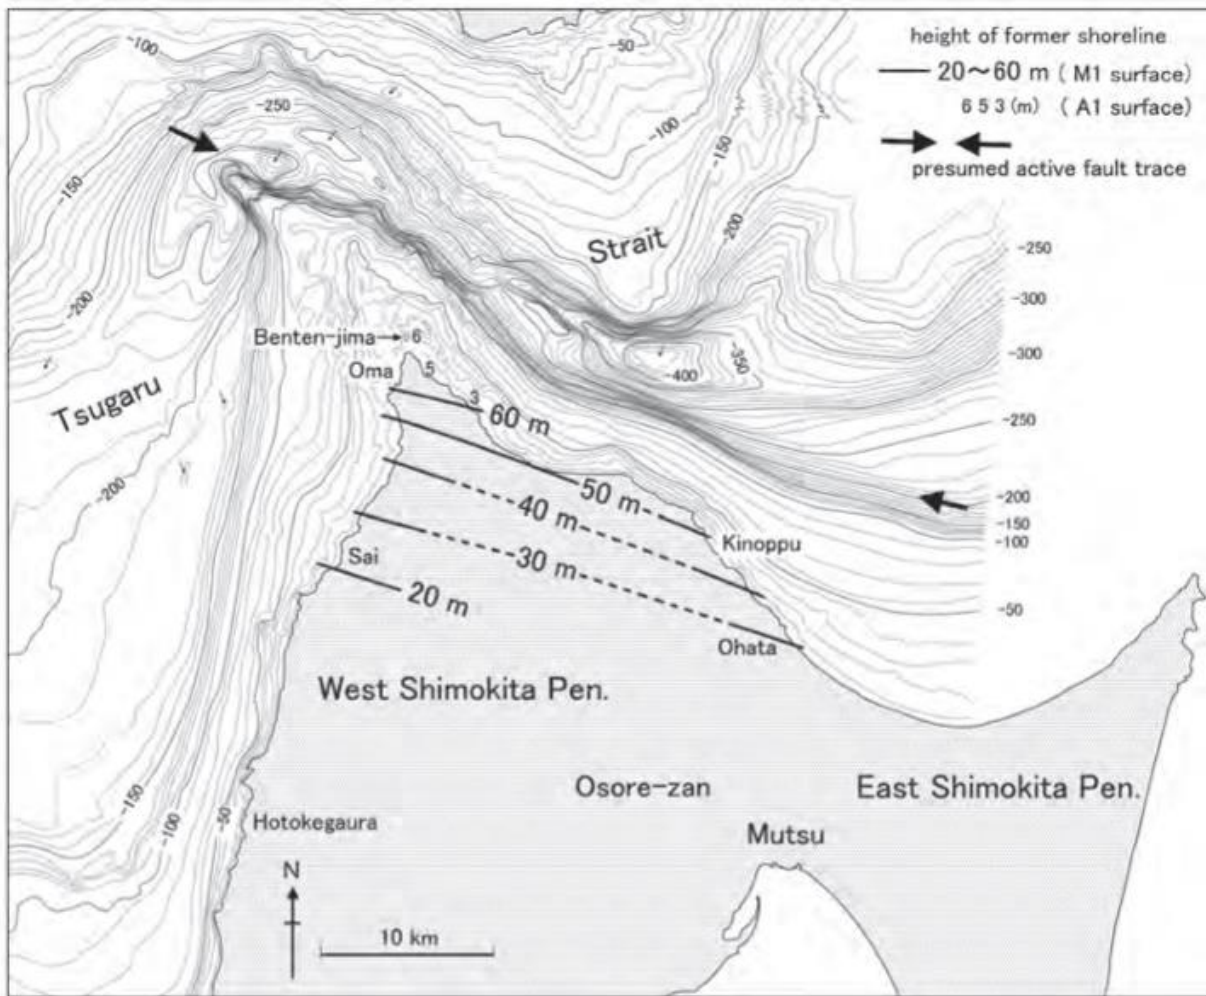 height of former shoreline
20～60 m ( M1 surface)
6 5 3 (m) ( A1 surface)
presumed active fault trace
-100
-50
-250
-100
-150
-150
-200
Strait
-250
-200
-300
Benten-jima→ 6
-300
-350
Oma
5
-400
Tsugaru
3
60 m
-250
-200
50 m
-200
40 m
-150
Kinoppu
-100
Sai
30 m
20 m
-50
Ohata
West Shimokita Pen.
Osore-zan
East Shimokita Pen.
-150
-100
-50
Hotokegaura
Mutsu
N
10 km